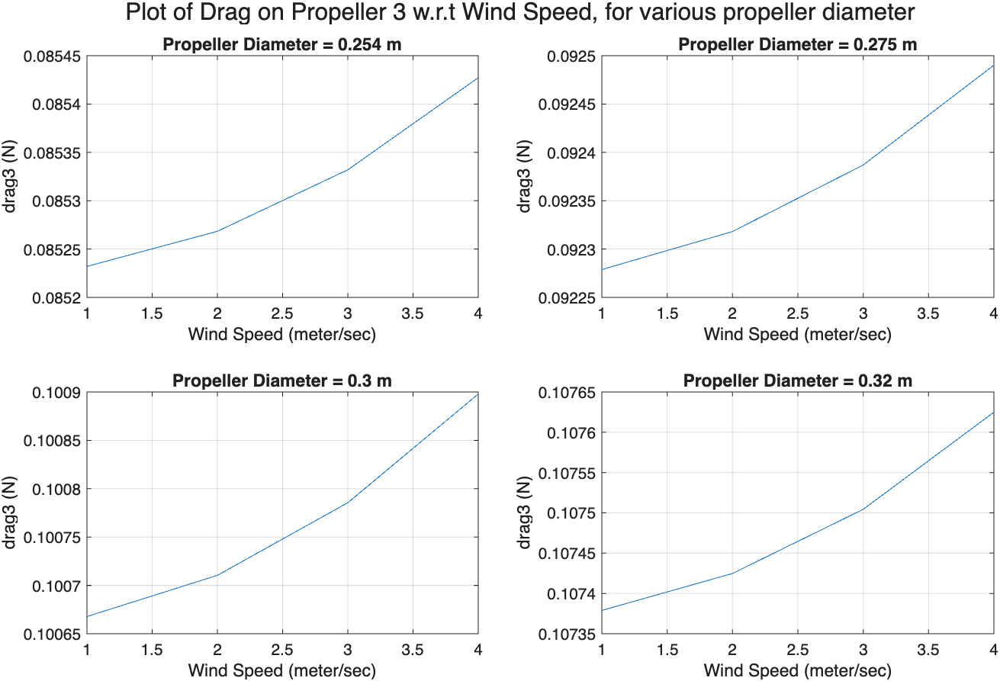 Plot of Drag on Propeller 3 w.r.t Wind Speed, for various propeller diameter
Propeller Diameter = 0.254 m
0.08545
0.0854
0.08535
0.0853
0.08525
0.0852
drag3 (N)
1 1.5 2 2.5 3 3.5 4
Wind Speed (meter/sec)
Propeller Diameter = 0.275 m
0.0925
0.09245
0.0924
0.09235
0.0923
0.09225
drag3 (N)
1 1.5 2 2.5 3 3.5 4
Wind Speed (meter/sec)
Propeller Diameter = 0.3 m
0.1009
0.10085
0.1008
0.10075
0.1007
0.10065
drag3 (N)
1 1.5 2 2.5 3 3.5 4
Wind Speed (meter/sec)
Propeller Diameter = 0.32 m
0.10765
0.1076
0.10755
0.1075
0.10745
0.1074
0.10735
drag3 (N)
1 1.5 2 2.5 3 3.5 4
Wind Speed (meter/sec)